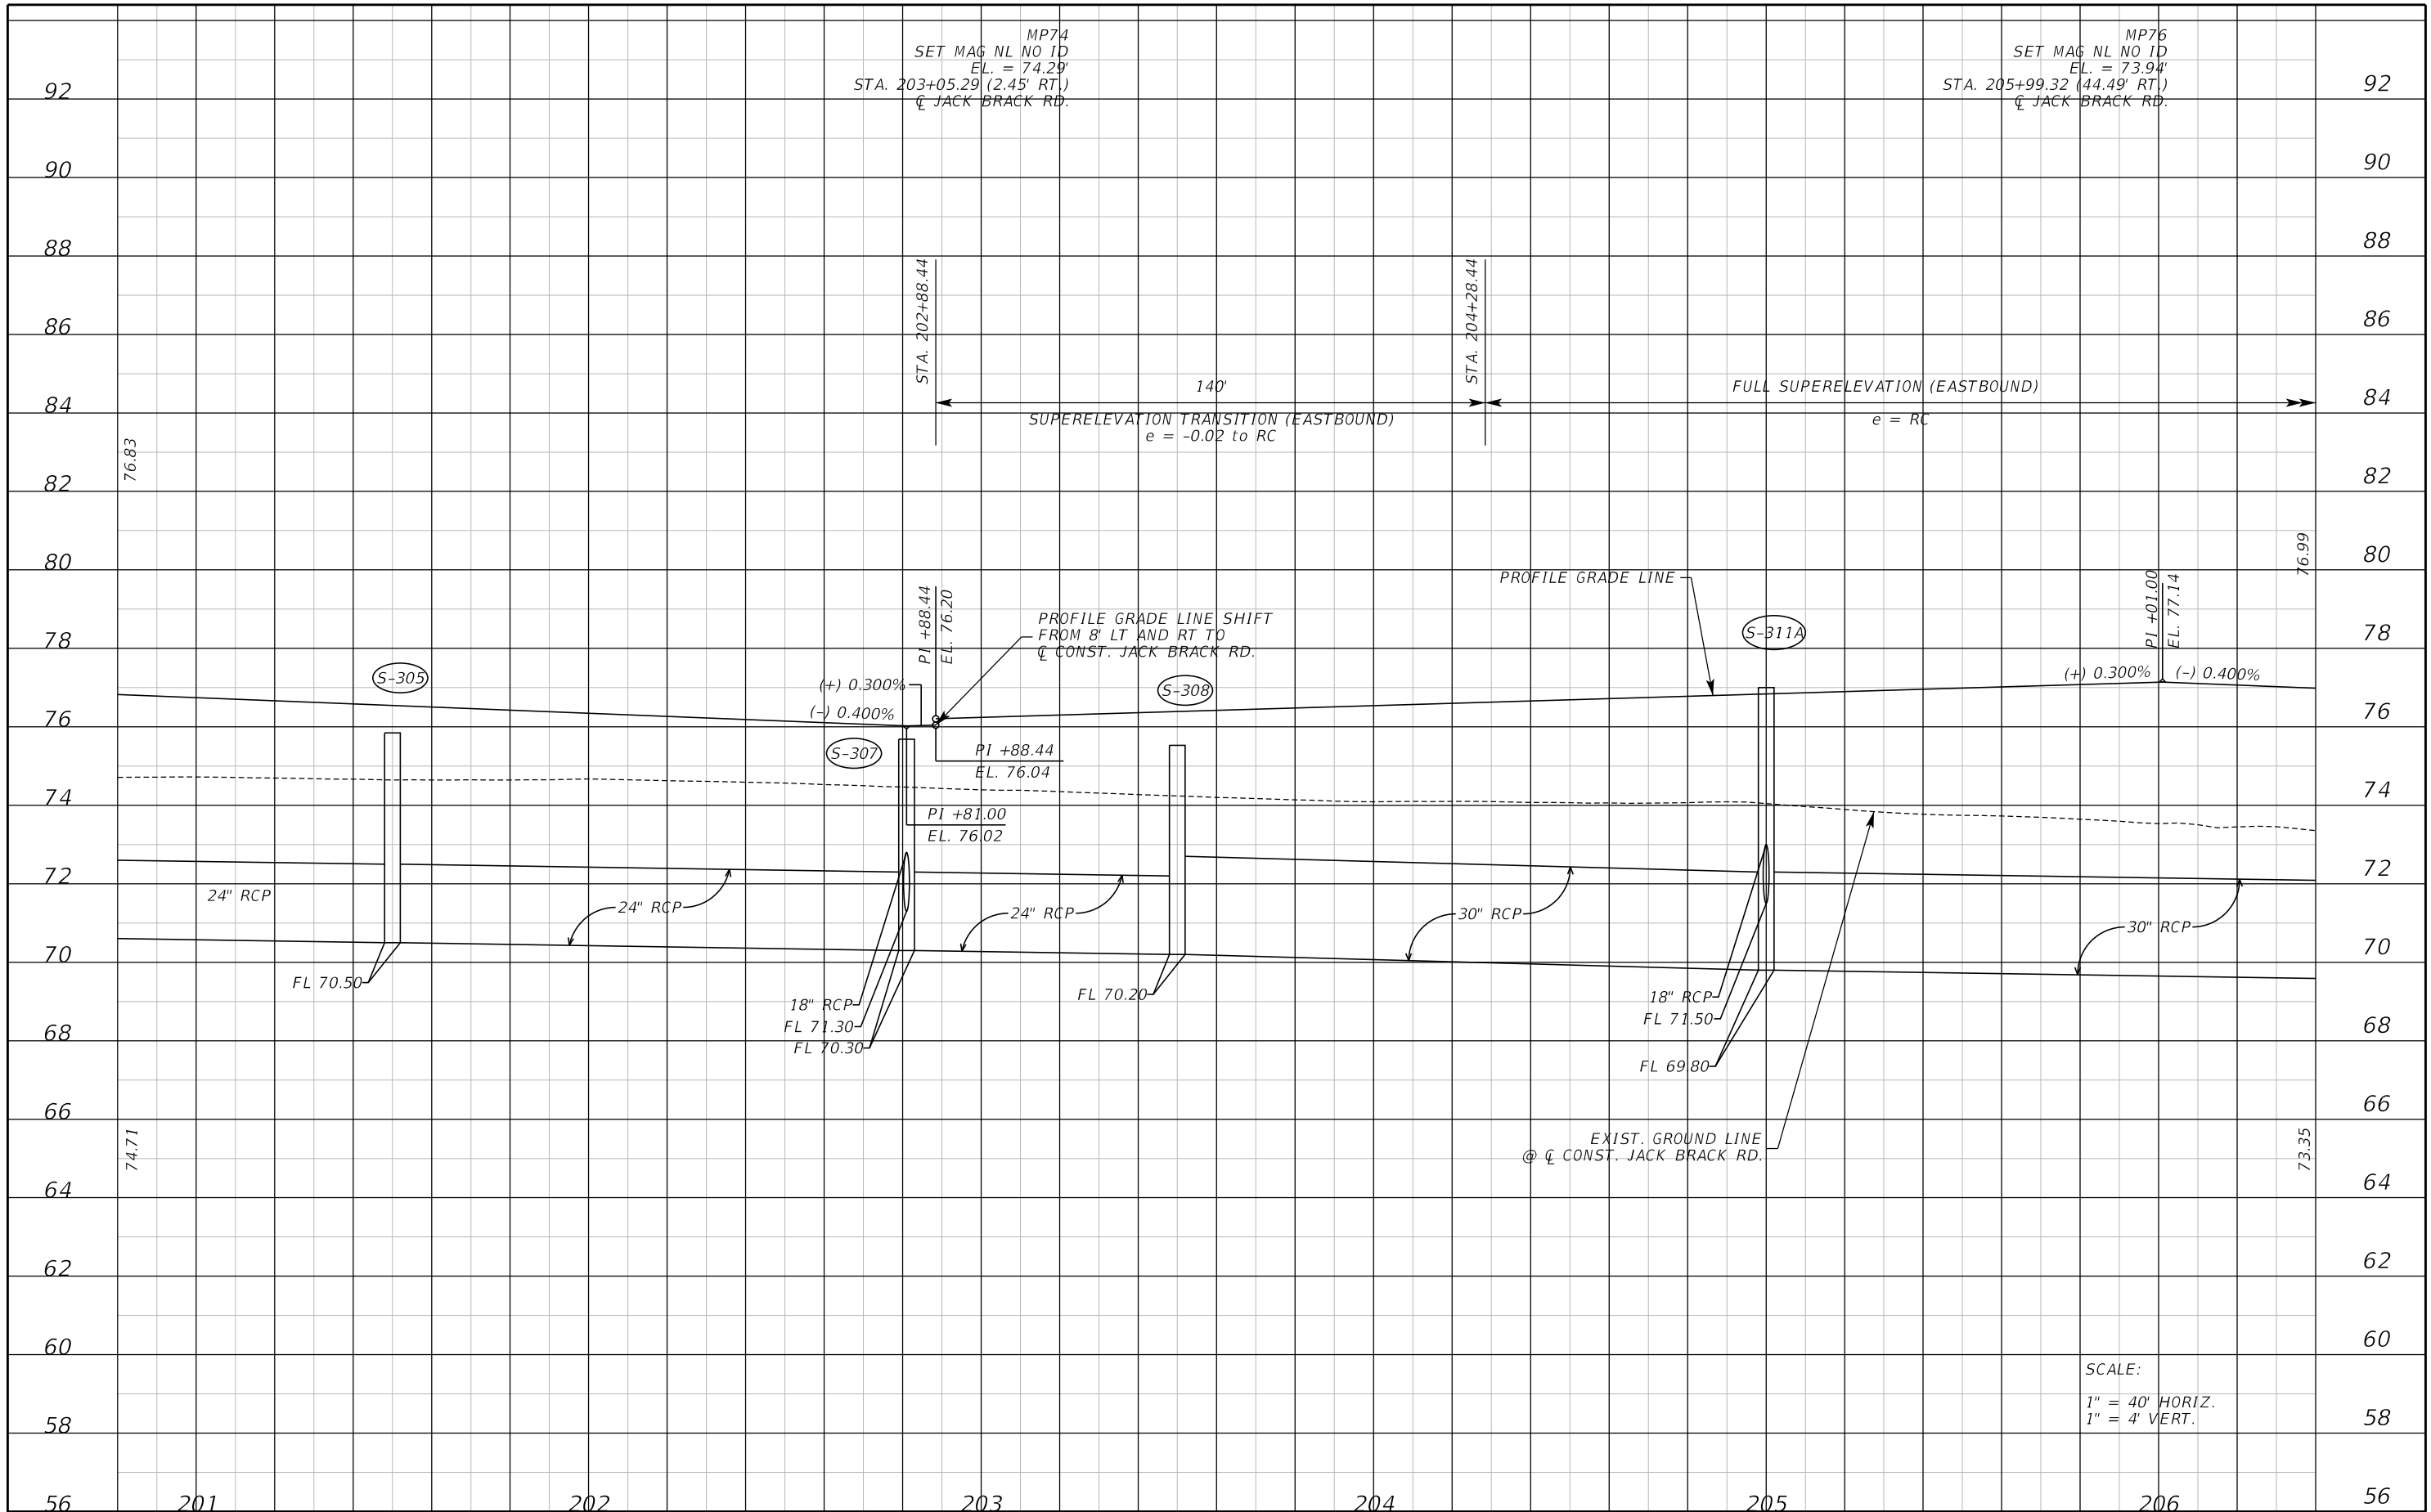 MP74
SET MAG NL NO ID
EL. = 74.29'
STA. 203+05.29 (2.45' RT.)
℄ JACK BRACK RD.
MP76
SET MAG NL NO ID
EL. = 73.94'
STA. 205+99.32 (44.49' RT.)
℄ JACK BRACK RD.
92
92
90
90
88
88
86
86
84
84
82
82
80
80
78
78
76
76
74
74
72
72
70
70
68
68
66
66
64
64
62
62
60
60
58
58
56
56
STA. 202+88.44
STA. 204+28.44
140'
SUPERELEVATION TRANSITION (EASTBOUND)
e = -0.02 to RC
FULL SUPERELEVATION (EASTBOUND)
e = RC
76.83
76.99
PI +88.44
EL. 76.20
PROFILE GRADE LINE SHIFT
FROM 8' LT AND RT TO
℄ CONST. JACK BRACK RD.
PROFILE GRADE LINE
S-311A
PI +01.00
EL. 77.14
(+) 0.300%
(-) 0.400%
S-305
(+) 0.300%
(-) 0.400%
S-308
S-307
PI +88.44
EL. 76.04
PI +81.00
EL. 76.02
24" RCP
24" RCP
24" RCP
30" RCP
30" RCP
FL 70.50
18" RCP
FL 71.30
FL 70.30
FL 70.20
18" RCP
FL 71.50
FL 69.80
EXIST. GROUND LINE
@ ℄ CONST. JACK BRACK RD.
74.71
73.35
SCALE:
1" = 40' HORIZ.
1" = 4' VERT.
201
202
203
204
205
206